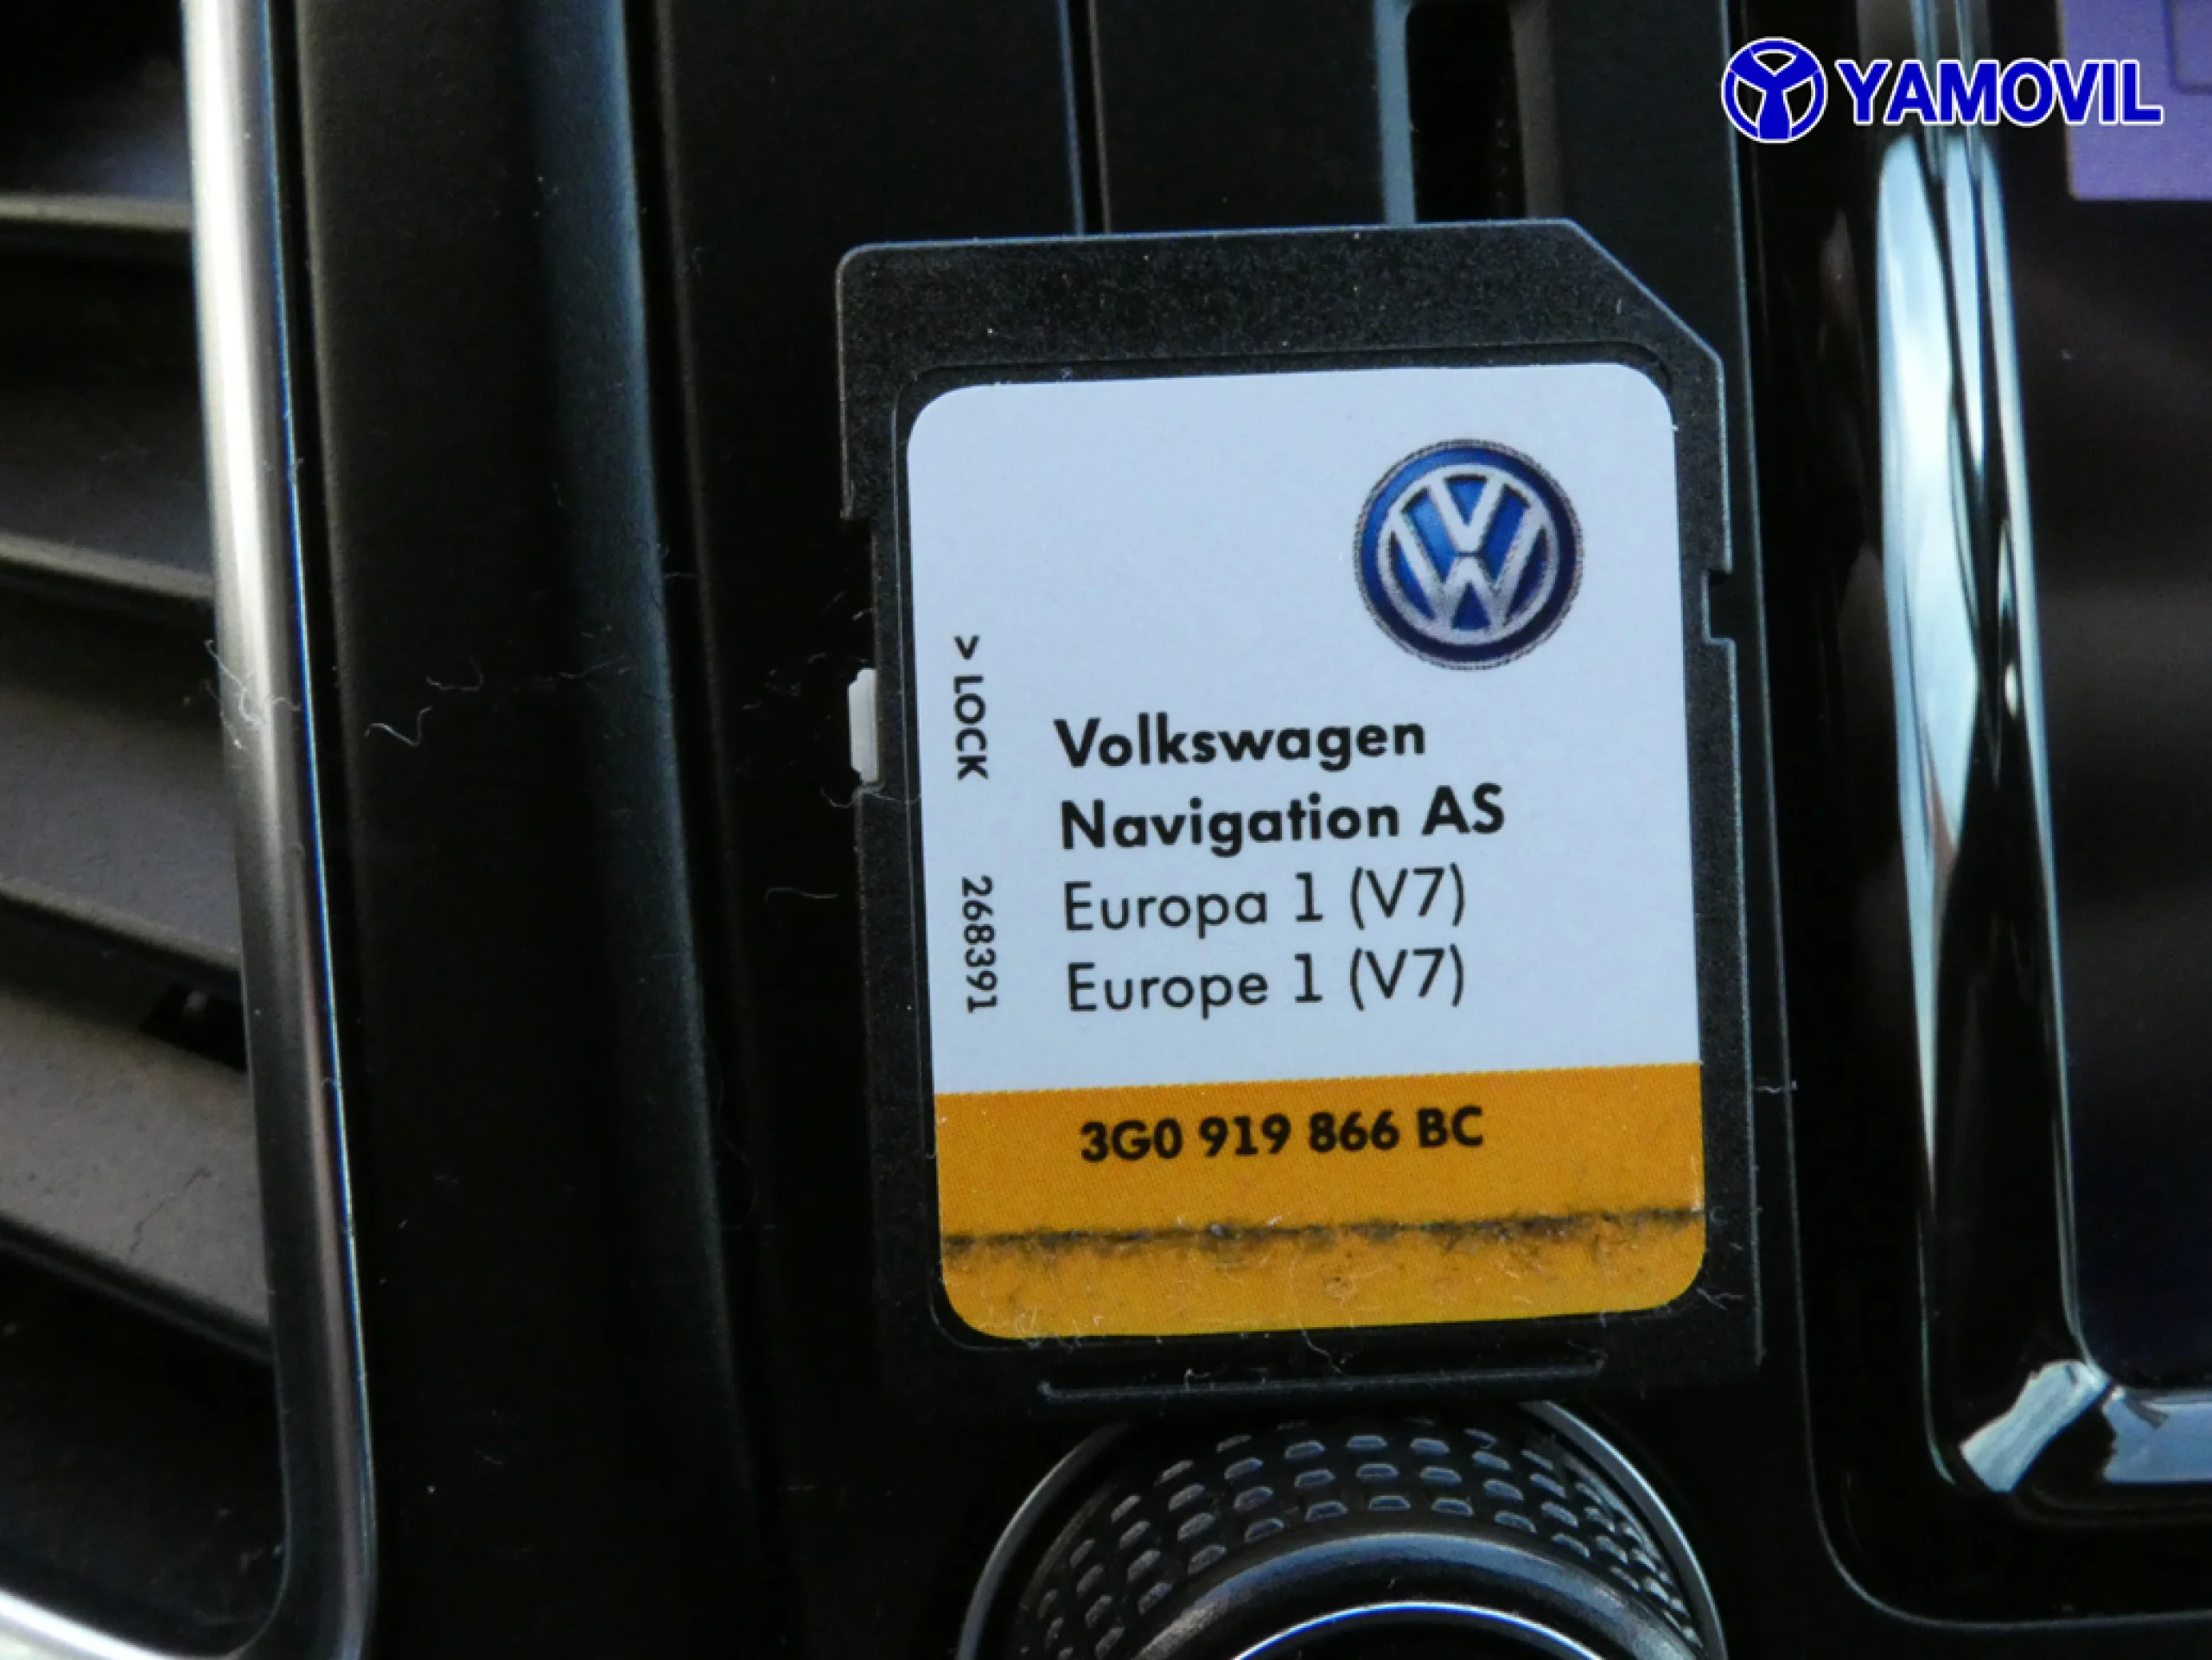 YAMOVIL
> LOCK 268391
Volkswagen
Navigation AS
Europa 1 (V7)
Europe 1 (V7)
3G0 919 866 BC